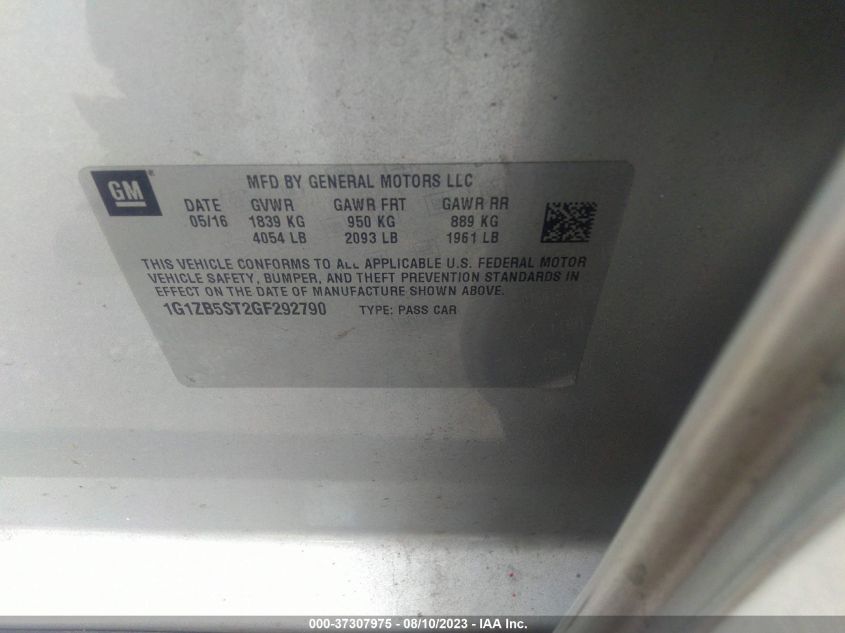 GM®
MFD BY GENERAL MOTORS LLC
DATE GVWR GAWR FRT GAWR RR
05/16 1839 KG 950 KG 889 KG
4054 LB 2093 LB 1961 LB
THIS VEHICLE CONFORMS TO ALL APPLICABLE U.S. FEDERAL MOTOR
VEHICLE SAFETY, BUMPER, AND THEFT PREVENTION STANDARDS IN
EFFECT ON THE DATE OF MANUFACTURE SHOWN ABOVE.
1G1ZB5ST2GF292790 TYPE: PASS CAR
000-37307975 - 08/10/2023 - IAA Inc.